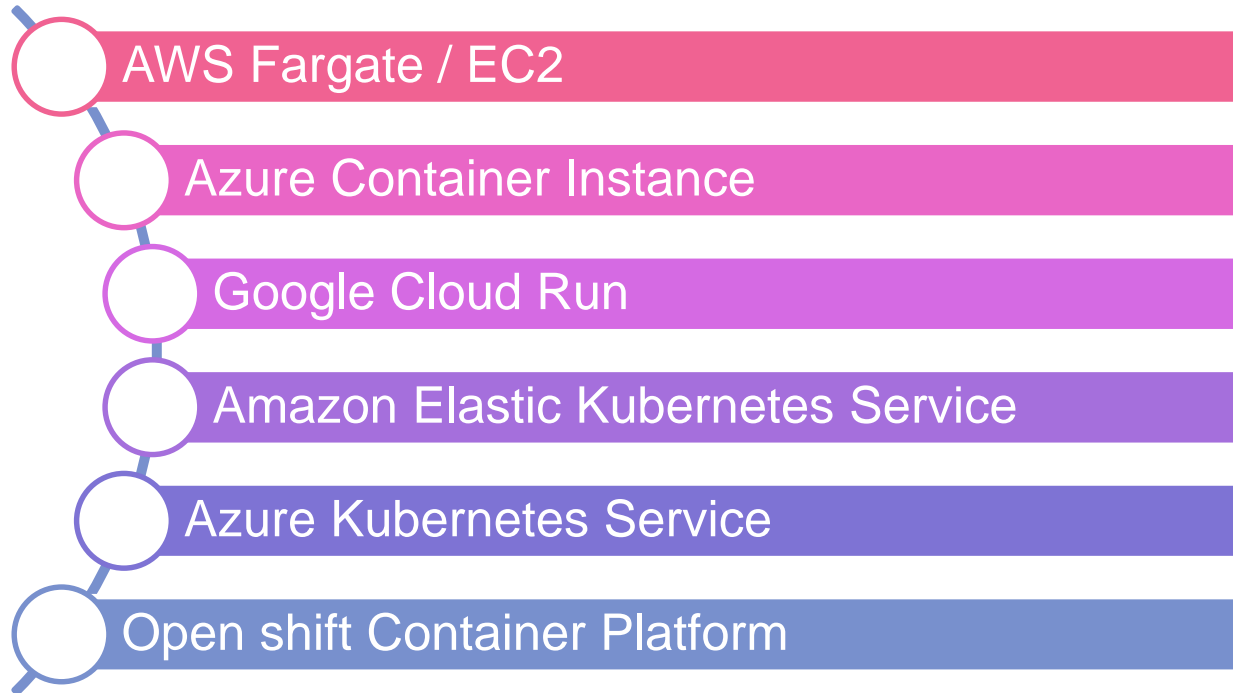 AWS Fargate / EC2
Azure Container Instance
Google Cloud Run
Amazon Elastic Kubernetes Service
Azure Kubernetes Service
Open shift Container Platform